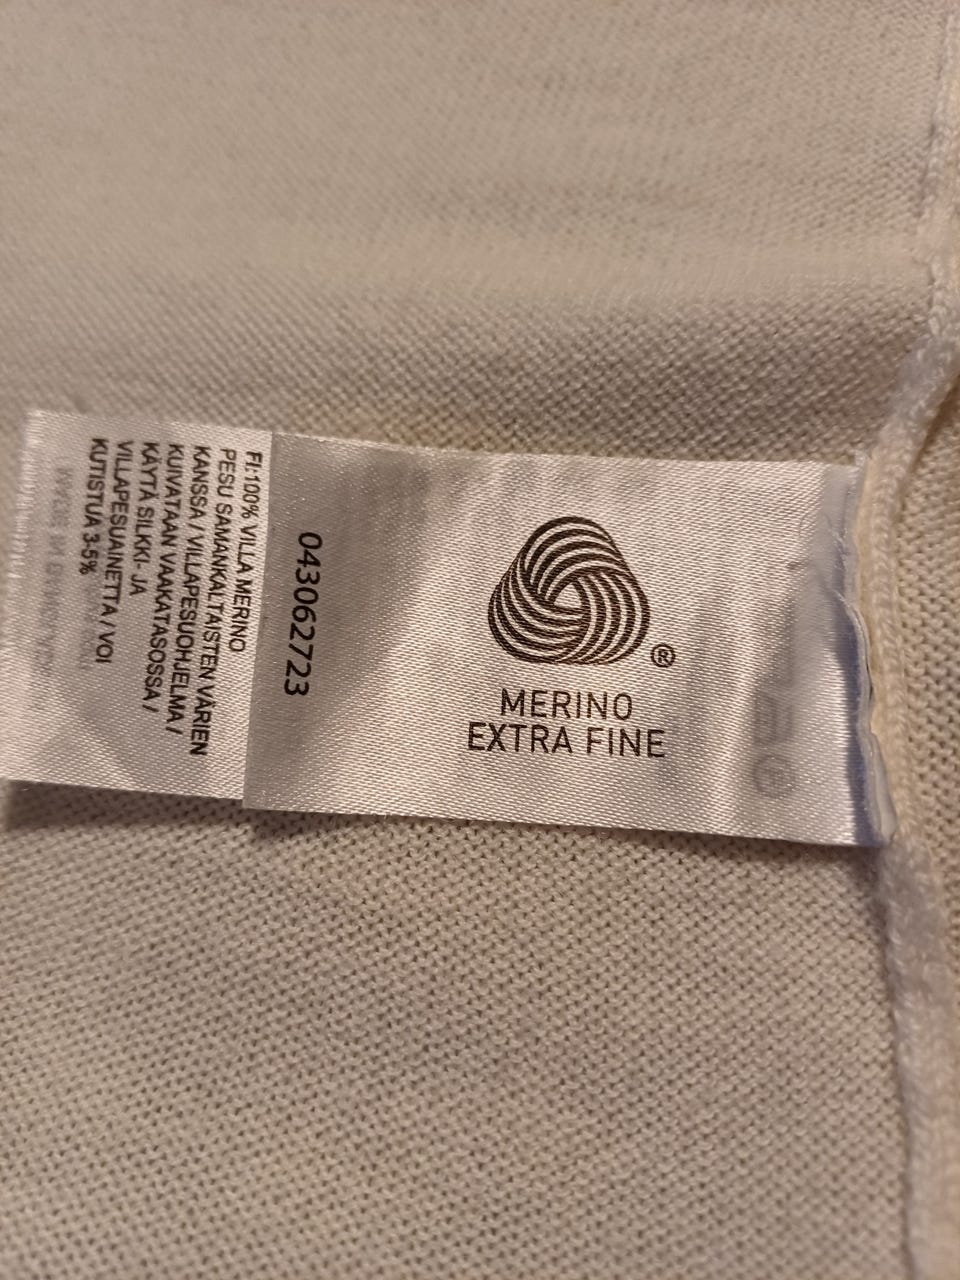 MERINO
EXTRA FINE
®
043062723
FI:100% VILLA MERINO
PESU SAMANKALTAISTEN VÄRIEN
KANSSA / VILLAPESUOHJELMA /
KUIVATAAN VAAKATASOSSA /
KÄYTÄ SILKKI- JA
VILLAPESUAINETTA / VOI
KUTISTUA 3-5%